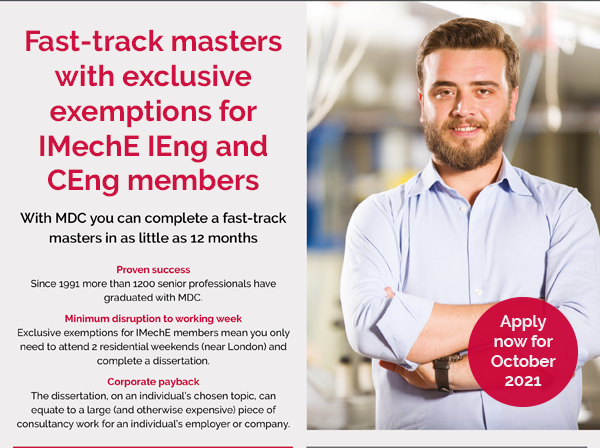 Fast-track masters
with exclusive
exemptions for
IMechE IEng and
CEng members
With MDC you can complete a fast-track
masters in as little as 12 months
Proven success
Since 1991 more than 1200 senior professionals have
graduated with MDC.
Minimum disruption to working week
Exclusive exemptions for IMechE members mean you only
need to attend 2 residential weekends (near London) and
complete a dissertation.
Corporate payback
The dissertation, on an individual's chosen topic, can
equate to a large (and otherwise expensive) piece of
consultancy work for an individual's employer or company.
Apply
now for
October
2021